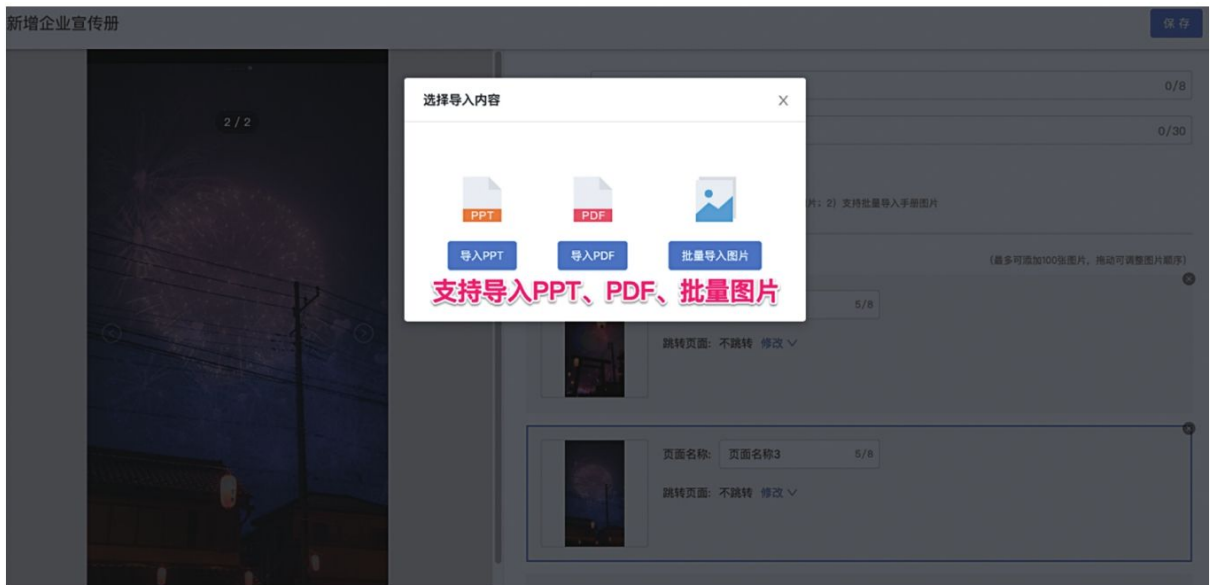 新增企业宣传册
保存
选择导入内容
X
0/8
2 / 2
0/30
PPT
PDF
片；2）支持批量导入手册图片
导入PPT
导入PDF
批量导入图片
（最多可添加100张图片，拖动可调整图片顺序）
支持导入PPT、PDF、批量图片
5/8
跳转页面: 不跳转 修改
页面名称: 页面名称3 5/8
跳转页面: 不跳转 修改